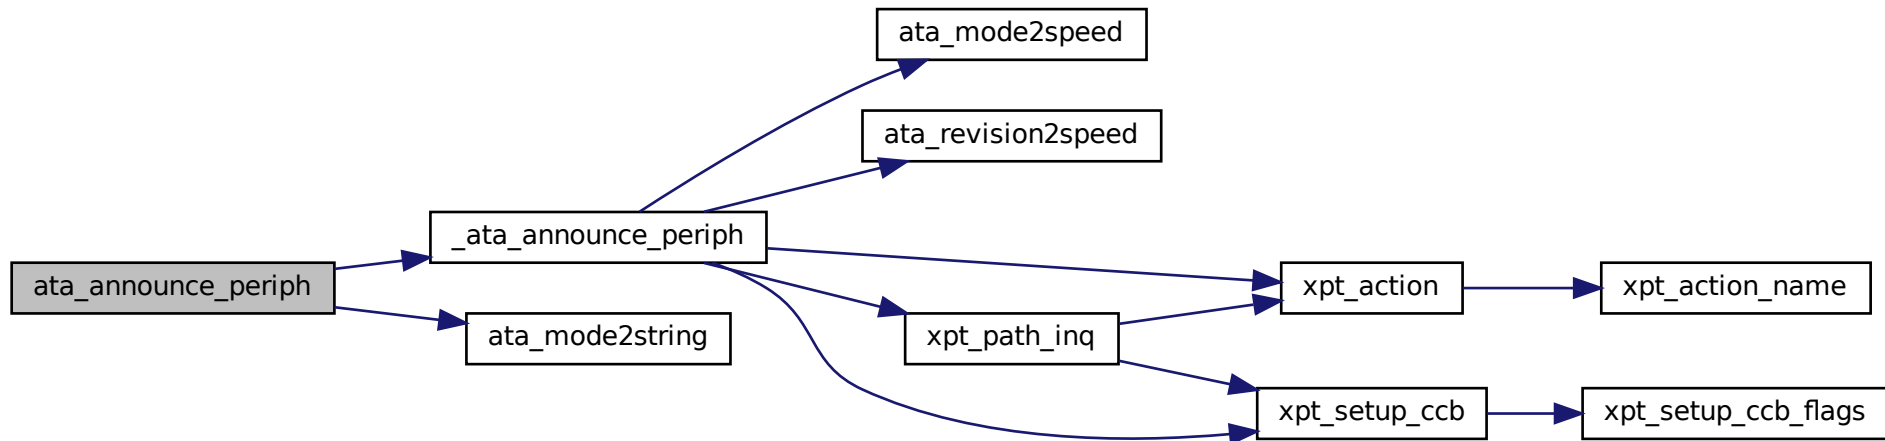 ata_mode2speed
ata_revision2speed
_ata_announce_periph
ata_announce_periph
xpt_action
xpt_action_name
ata_mode2string
xpt_path_inq
xpt_setup_ccb
xpt_setup_ccb_flags